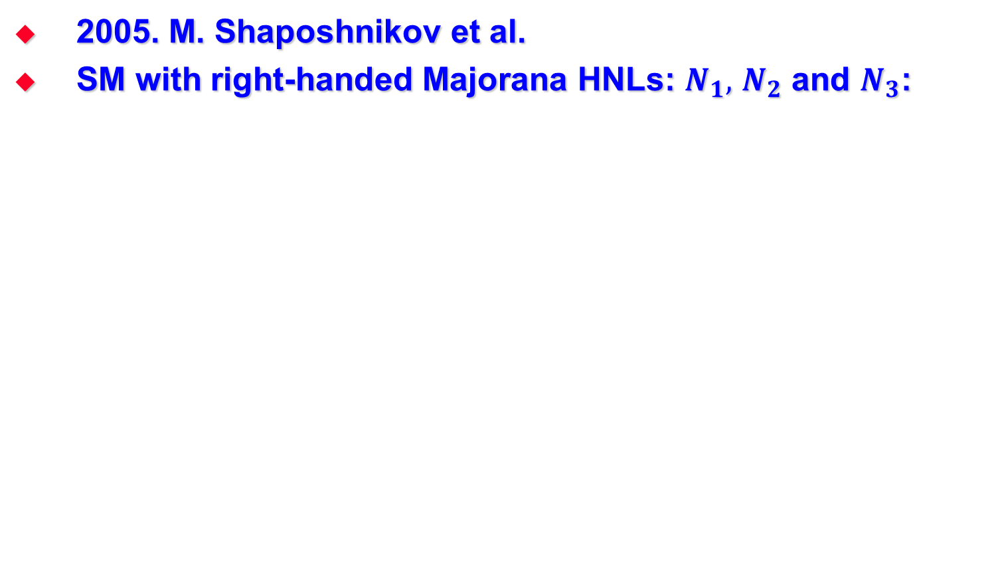 2005. M. Shaposhnikov et al.
SM with right-handed Majorana HNLs: N₁, N₂ and N₃: